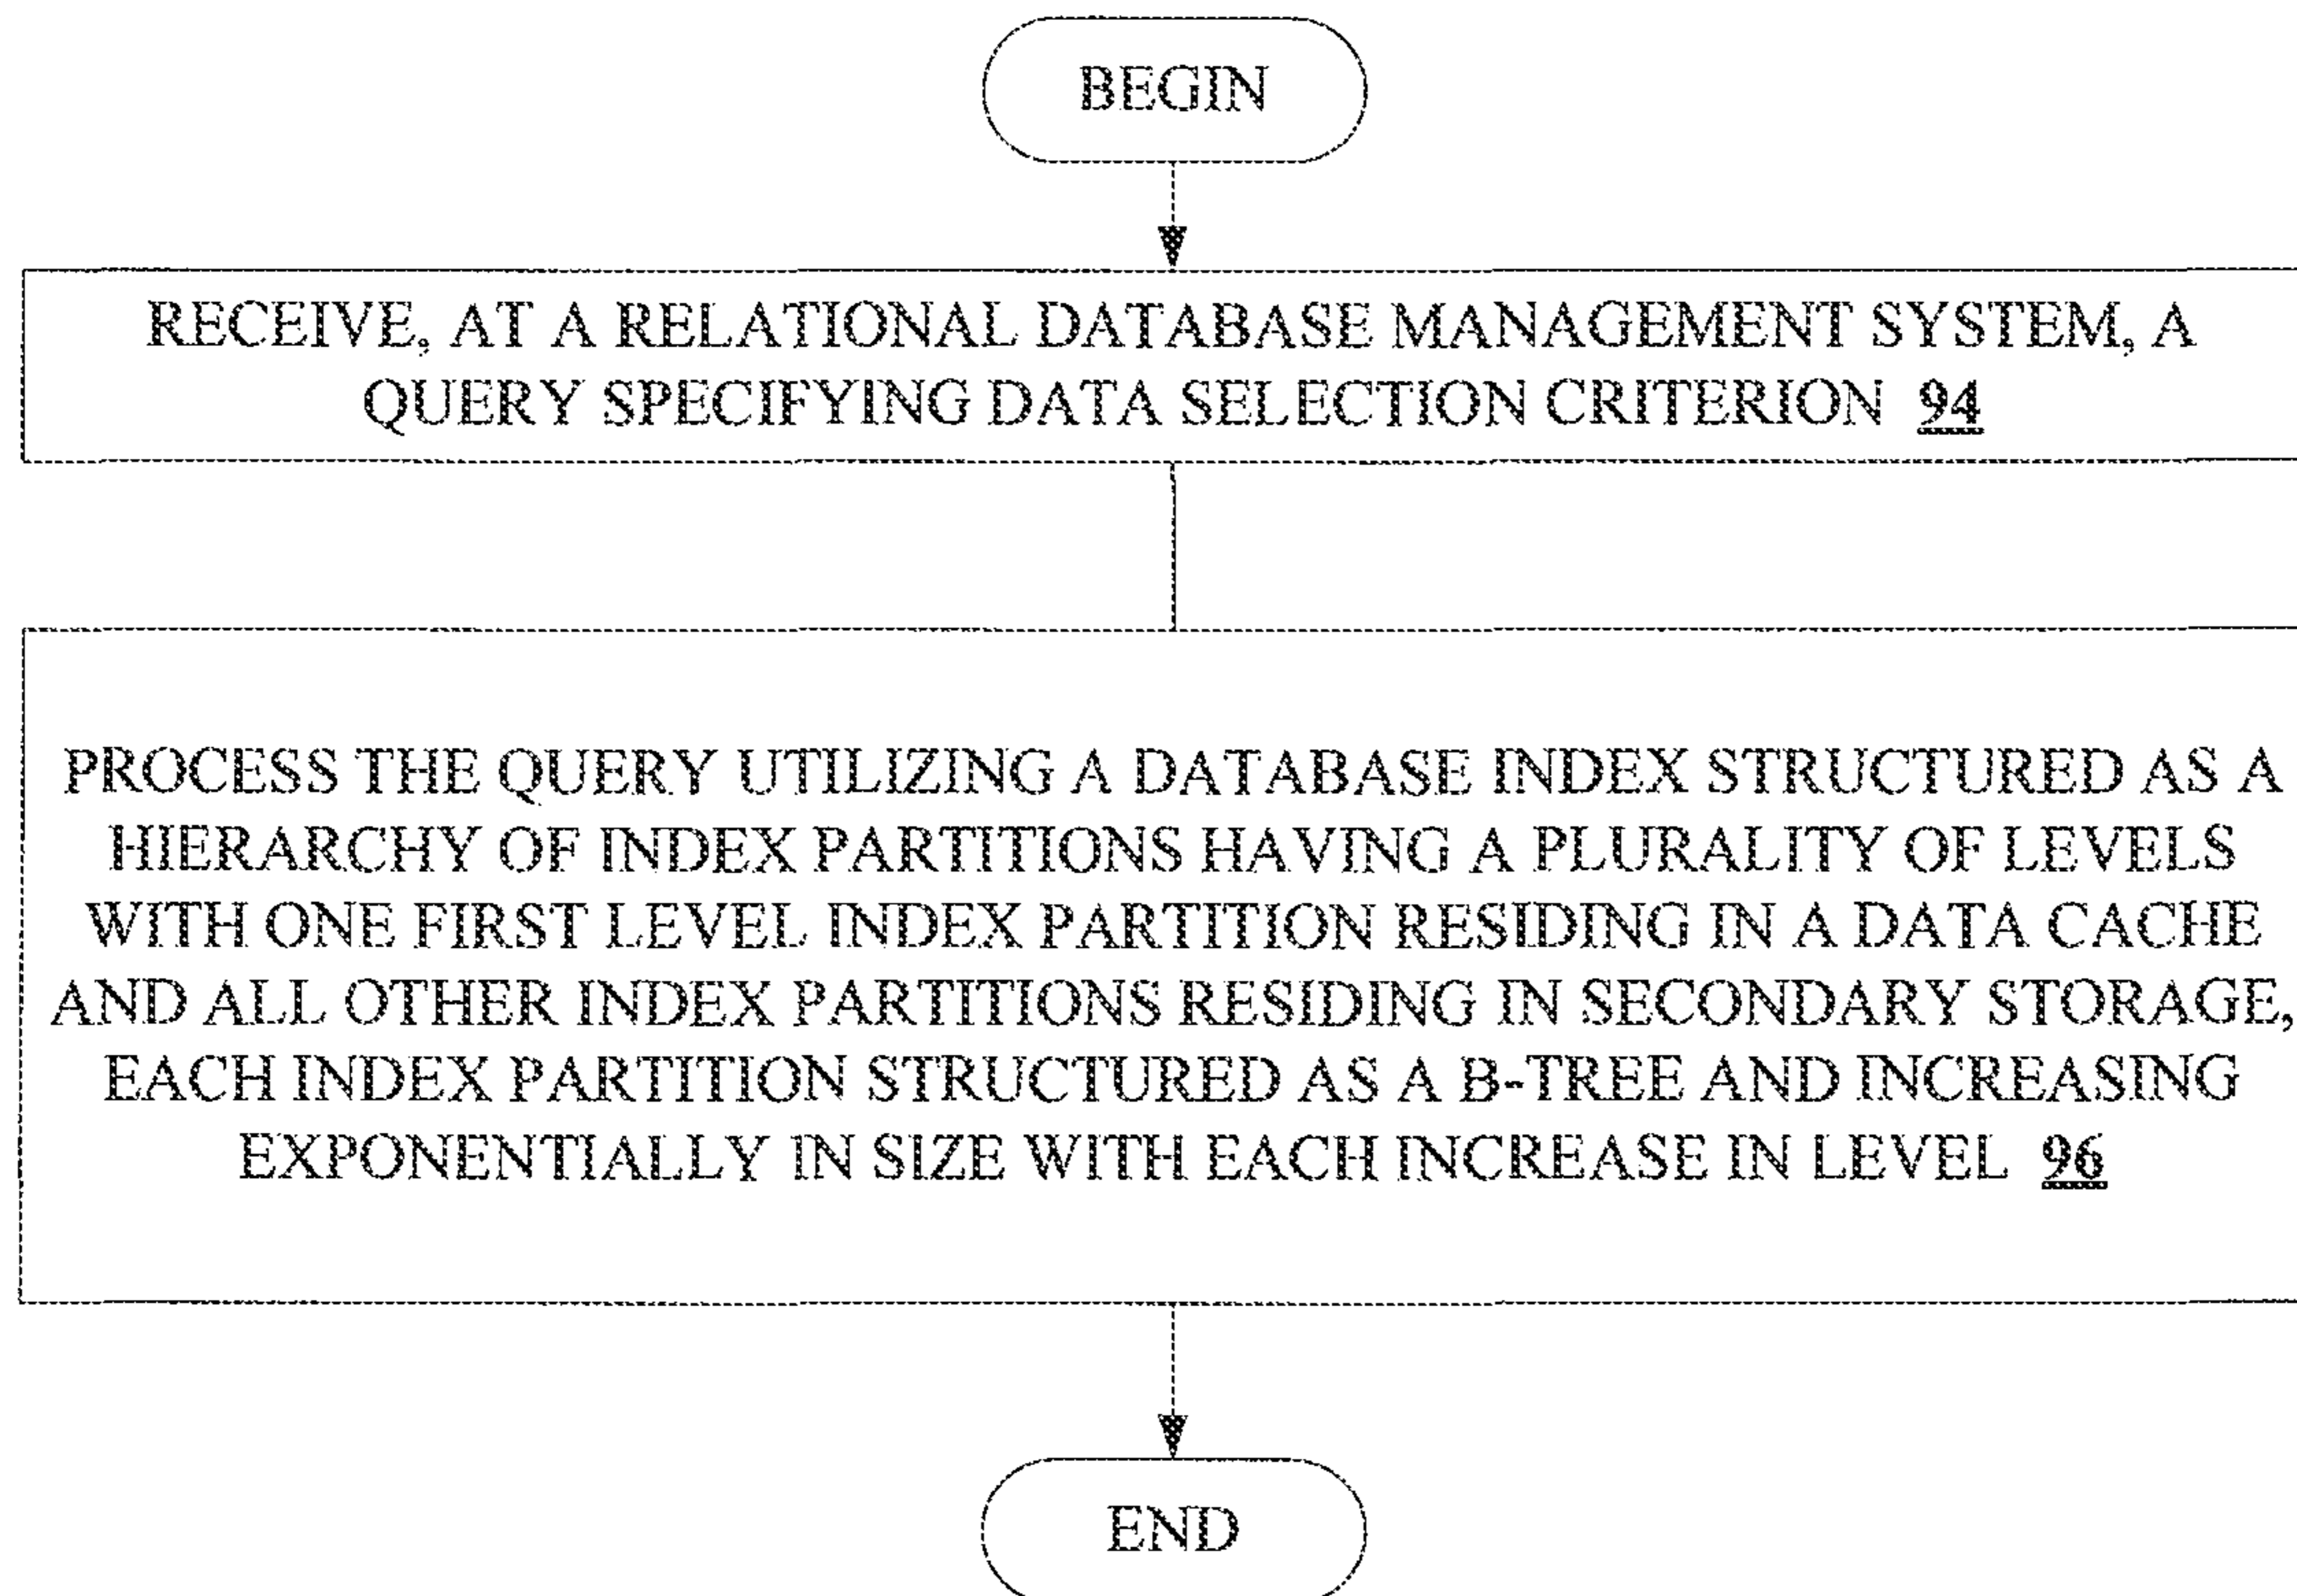 BEGIN
RECEIVE, AT A RELATIONAL DATABASE MANAGEMENT SYSTEM, A
QUERY SPECIFYING DATA SELECTION CRITERION 94
PROCESS THE QUERY UTILIZING A DATABASE INDEX STRUCTURED AS A
HIERARCHY OF INDEX PARTITIONS HAVING A PLURALITY OF LEVELS
WITH ONE FIRST LEVEL INDEX PARTITION RESIDING IN A DATA CACHE
AND ALL OTHER INDEX PARTITIONS RESIDING IN SECONDARY STORAGE,
EACH INDEX PARTITION STRUCTURED AS A B-TREE AND INCREASING
EXPONENTIALLY IN SIZE WITH EACH INCREASE IN LEVEL 96
END